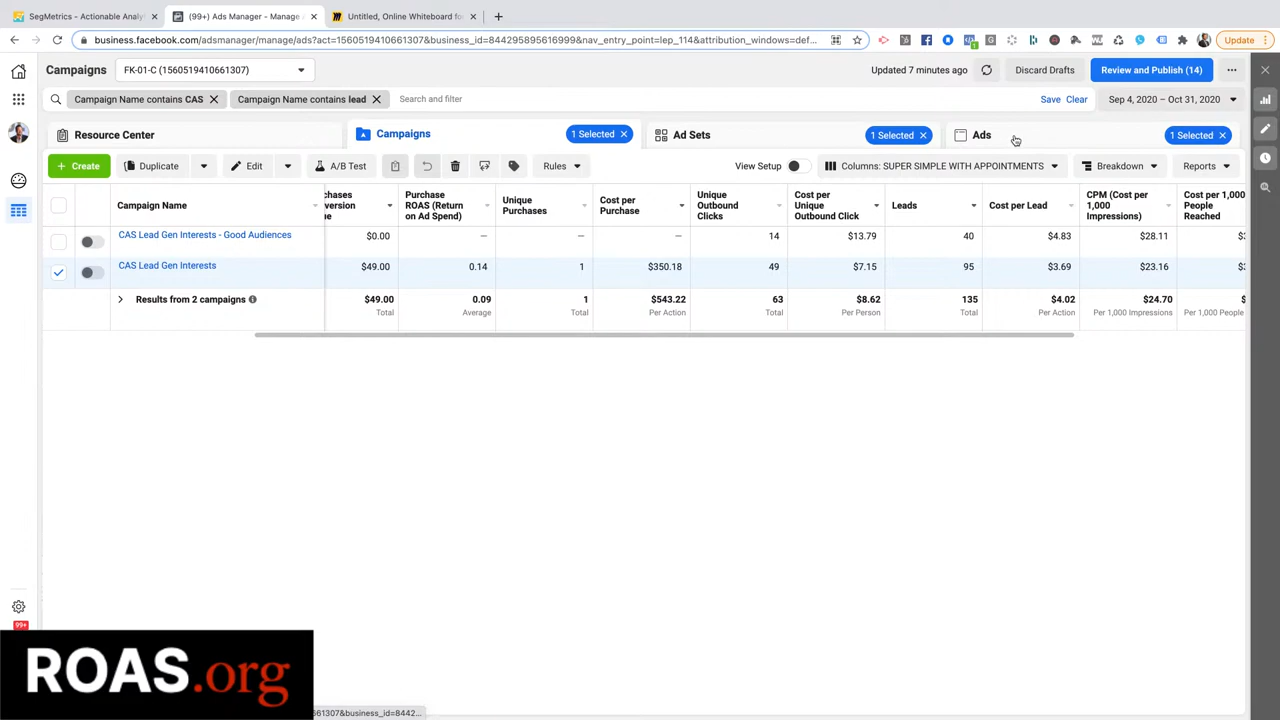 SegMetrics - Actionable Analy
(99+) Ads Manager - Manage
Untitled, Online Whiteboard fo
business.facebook.com/adsmanager/manage/ads?act=1560519410661307&business_id=844295895616999&nav_entry_point=lep_114&attribution_windows=def...
Update
Campaigns
FK-01-C (1560519410661307)
Updated 7 minutes ago
Discard Drafts
Review and Publish (14)
Campaign Name contains CAS
Campaign Name contains lead
Search and filter
Save Clear
Sep 4, 2020 – Oct 31, 2020
Resource Center
Campaigns
1 Selected
Ad Sets
1 Selected
Ads
1 Selected
+ Create
Duplicate
Edit
A/B Test
Rules
View Setup
Columns: SUPER SIMPLE WITH APPOINTMENTS
Breakdown
Reports
Campaign Name
chases
version
ue
Purchase
ROAS (Return
on Ad Spend)
Unique
Purchases
Cost per
Purchase
Unique
Outbound
Clicks
Cost per
Unique
Outbound Click
Leads
Cost per Lead
CPM (Cost per
1,000
Impressions)
Cost per 1,000
People
Reached
CAS Lead Gen Interests - Good Audiences
$0.00 — — — 14 $13.79 40 $4.83 $28.11
CAS Lead Gen Interests
$49.00 0.14 1 $350.18 49 $7.15 95 $3.69 $23.16
Results from 2 campaigns
$49.00 0.09 1 $543.22 63 $8.62 135 $4.02 $24.70
Total Average Total Per Action Total Per Person Total Per Action Per 1,000 Impressions Per 1,000 People
99+
ROAS.org
61307&business_id=8442...